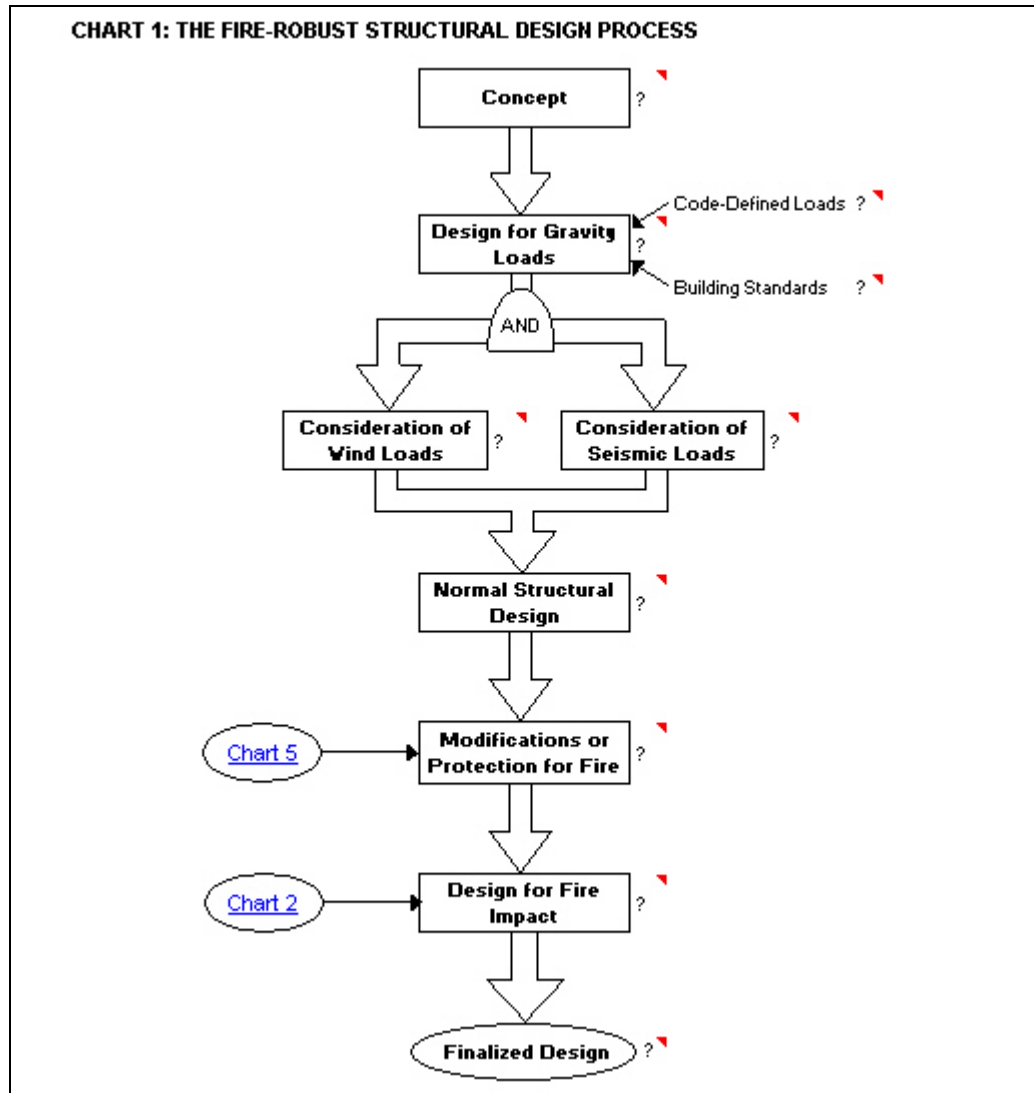 CHART 1: THE FIRE-ROBUST STRUCTURAL DESIGN PROCESS
Concept ?
Code-Defined Loads ?
Design for Gravity
Loads
?
Building Standards ?
AND
Consideration of
Wind Loads
?
Consideration of
Seismic Loads
?
Normal Structural
Design
?
Chart 5
Modifications or
Protection for Fire
?
Chart 2
Design for Fire
Impact
?
Finalized Design ?